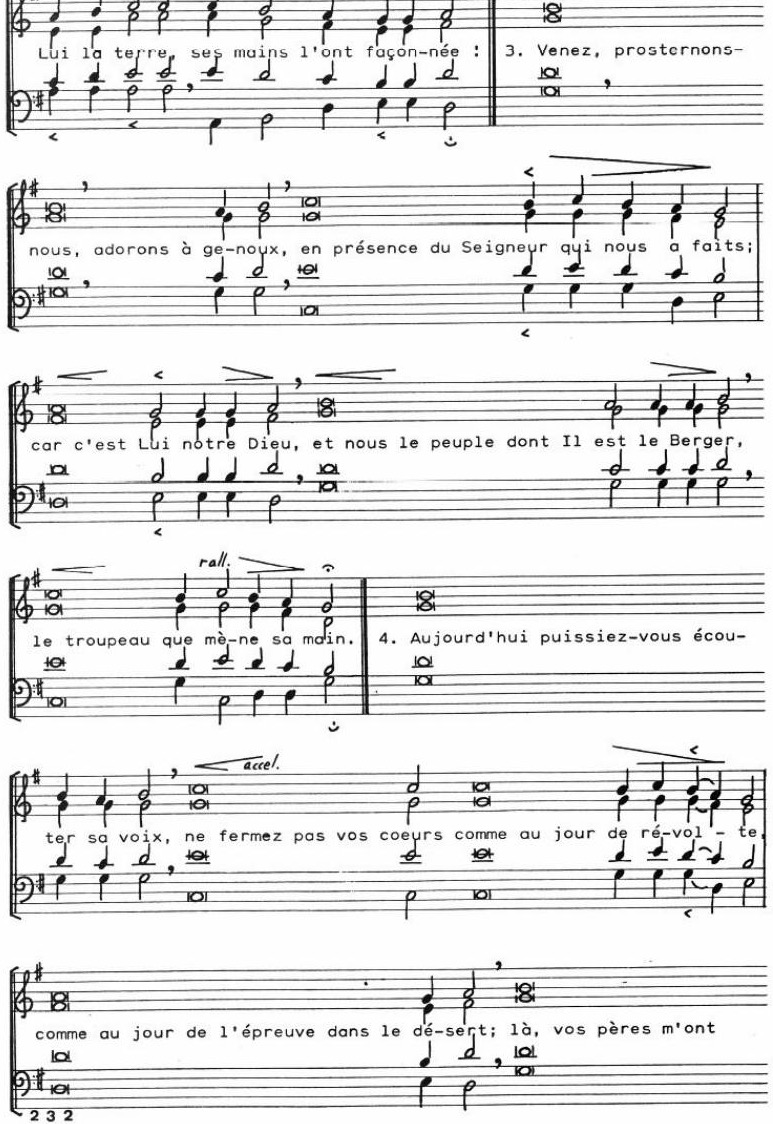 Lui la terre, ses mains l'ont façon-née : 3. Venez, prosternons-
nous, adorons à ge-noux, en présence du Seigneur qui nous a faits;
car c'est Lui nôtre Dieu, et nous le peuple dont Il est le Berger,
rall.
le troupeau que mè-ne sa main. 4. Aujourd'hui puissiez-vous écou-
accel.
ter sa voix, ne fermez pas vos coeurs comme au jour de ré-vol - te,
comme au jour de l'épreuve dans le dé-sert; là, vos pères m'ont
232